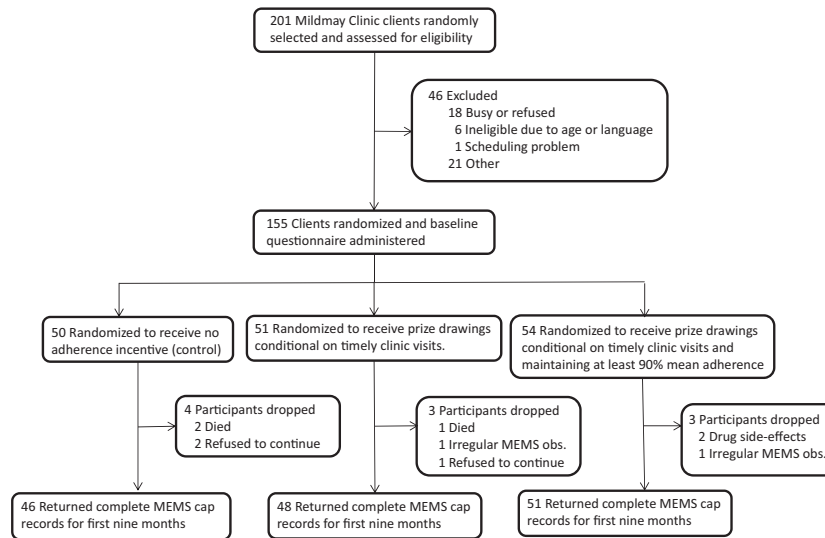 201 Mildmay Clinic clients randomly
selected and assessed for eligibility
46 Excluded
18 Busy or refused
6 Ineligible due to age or language
1 Scheduling problem
21 Other
155 Clients randomized and baseline
questionnaire administered
50 Randomized to receive no
adherence incentive (control)
51 Randomized to receive prize drawings
conditional on timely clinic visits.
54 Randomized to receive prize drawings
conditional on timely clinic visits and
maintaining at least 90% mean adherence
4 Participants dropped
2 Died
2 Refused to continue
3 Participants dropped
1 Died
1 Irregular MEMS obs.
1 Refused to continue
3 Participants dropped
2 Drug side-effects
1 Irregular MEMS obs.
46 Returned complete MEMS cap
records for first nine months
48 Returned complete MEMS cap
records for first nine months
51 Returned complete MEMS cap
records for first nine months